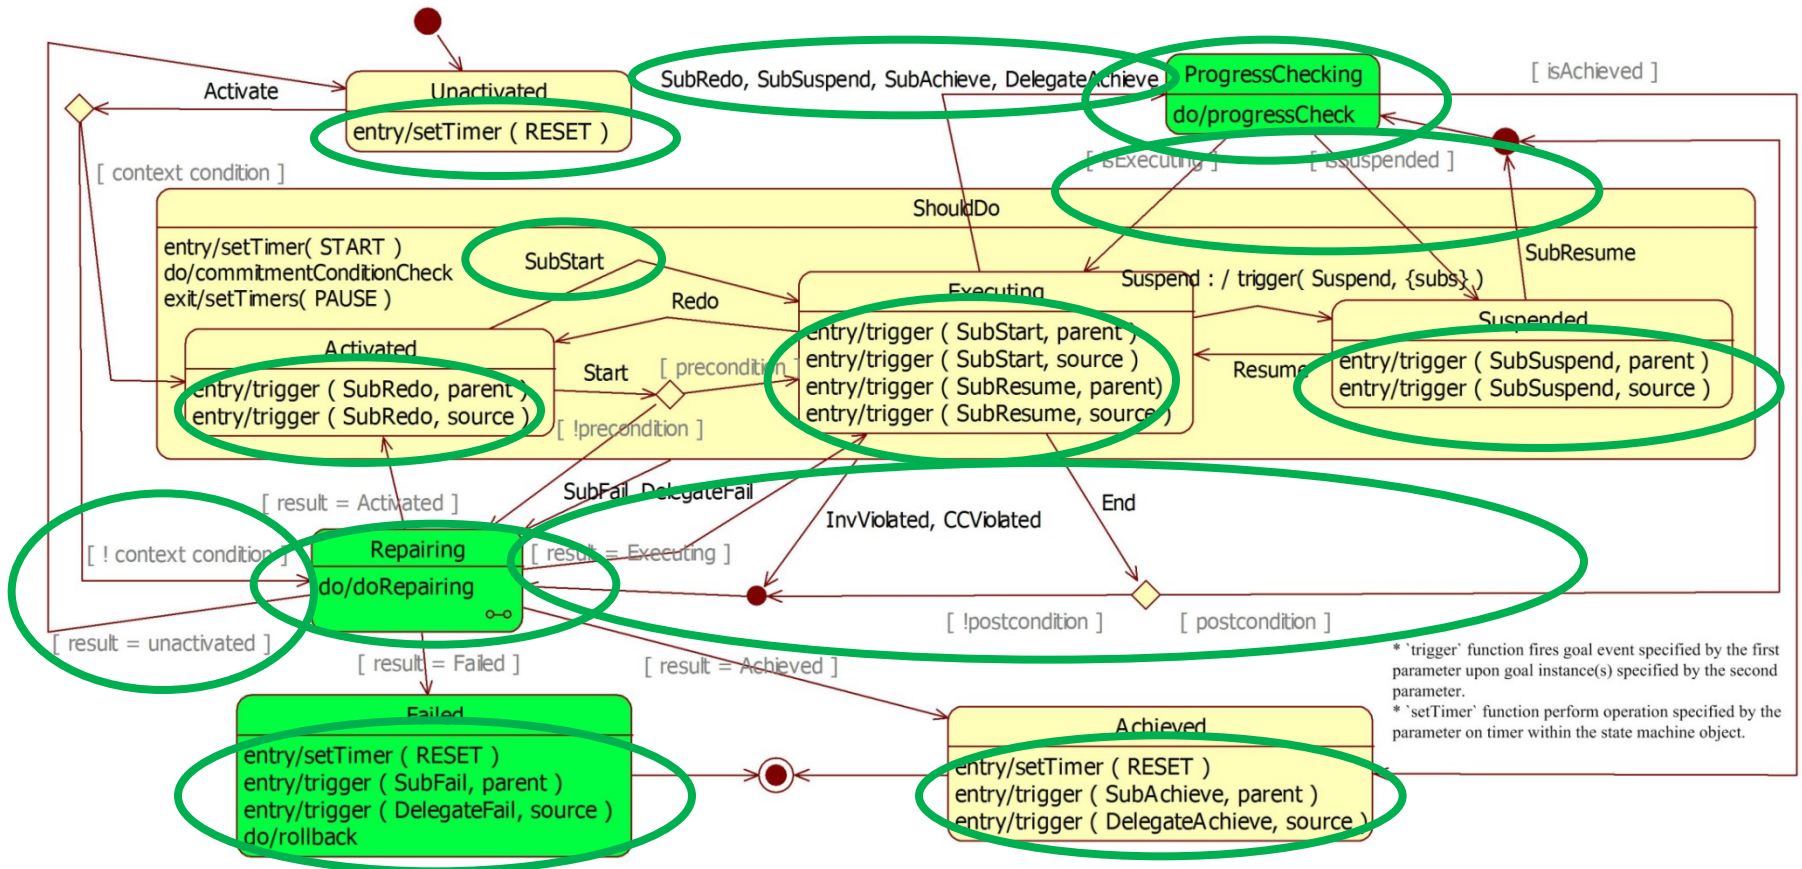 SubRedo, SubSuspend, SubAchieve, DelegateAchieve
ProgressChecking
do/progressCheck
[ isAchieved ]
Activate
Unactivated
entry/setTimer ( RESET )
[ context condition ]
[ isExecuting ]
[ isSuspended ]
ShouldDo
entry/setTimer( START )
do/commitmentConditionCheck
exit/setTimers( PAUSE )
SubStart
Redo
SubResume
Suspend : / trigger( Suspend, {subs} )
Executing
entry/trigger ( SubStart, parent )
entry/trigger ( SubStart, source )
entry/trigger ( SubResume, parent)
entry/trigger ( SubResume, source )
Suspended
entry/trigger ( SubSuspend, parent )
entry/trigger ( SubSuspend, source )
Resume
Activated
entry/trigger ( SubRedo, parent )
entry/trigger ( SubRedo, source )
Start
[ precondition ]
[ !precondition ]
[ result = Activated ]
SubFail, DelegateFail
InvViolated, CCViolated
End
[ ! context condition ]
Repairing
do/doRepairing
[ result = Executing ]
[ !postcondition ]
[ postcondition ]
[ result = unactivated ]
[ result = Failed ]
[ result = Achieved ]
* `trigger` function fires goal event specified by the first
parameter upon goal instance(s) specified by the second
parameter.
* `setTimer` function perform operation specified by the
parameter on timer within the state machine object.
Failed
entry/setTimer ( RESET )
entry/trigger ( SubFail, parent )
entry/trigger ( DelegateFail, source )
do/rollback
Achieved
entry/setTimer ( RESET )
entry/trigger ( SubAchieve, parent )
entry/trigger ( DelegateAchieve, source )